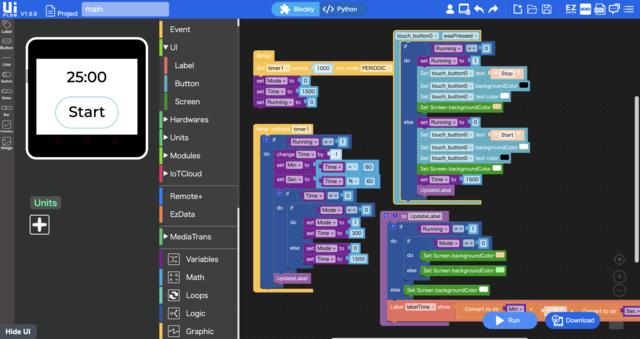 Ui
FLOW
V1.9.5
Project
main
Blockly
</> Python
EZ
DATA
Label
Button
Switch
Slider
Bar
Checkbox
Image
25:00
Start
Units
Hide UI
Event
UI
Label
Button
Screen
Hardwares
Units
Modules
IoTCloud
Remote+
EzData
MediaTrans
Variables
Math
Loops
Logic
Graphic
Setup
Set timer1 period 1000 ms mode PERIODIC
set Mode to 0
set Time to 1500
set Running to 0
timer callback timer1
if Running = 1
do change Time by -1
set Min to Time ÷ 60
set Sec to Time % 60
if Time = 0
do if Mode = 0
do set Mode to 1
set Time to 300
else set Mode to 0
set Time to 1500
UpdateLabel
touch_button0 wasPressed
if Running = 0
do set Running to 1
Set touch_button0 text Stop
Set touch_button0 backgroundColor
Set touch_button0 text color
Set Screen backgroundColor
else set Running to 0
Set touch_button0 text Start
Set touch_button0 backgroundColor
Set touch_button0 text color
Set Screen backgroundColor
set Time to 1500
UpdateLabel
to UpdateLabel
if Running = 1
do if Mode = 0
do Set Screen backgroundColor
else Set Screen backgroundColor
else Set Screen backgroundColor
Label labelTime show Convert to str Min Convert to str Sec
Run
Download